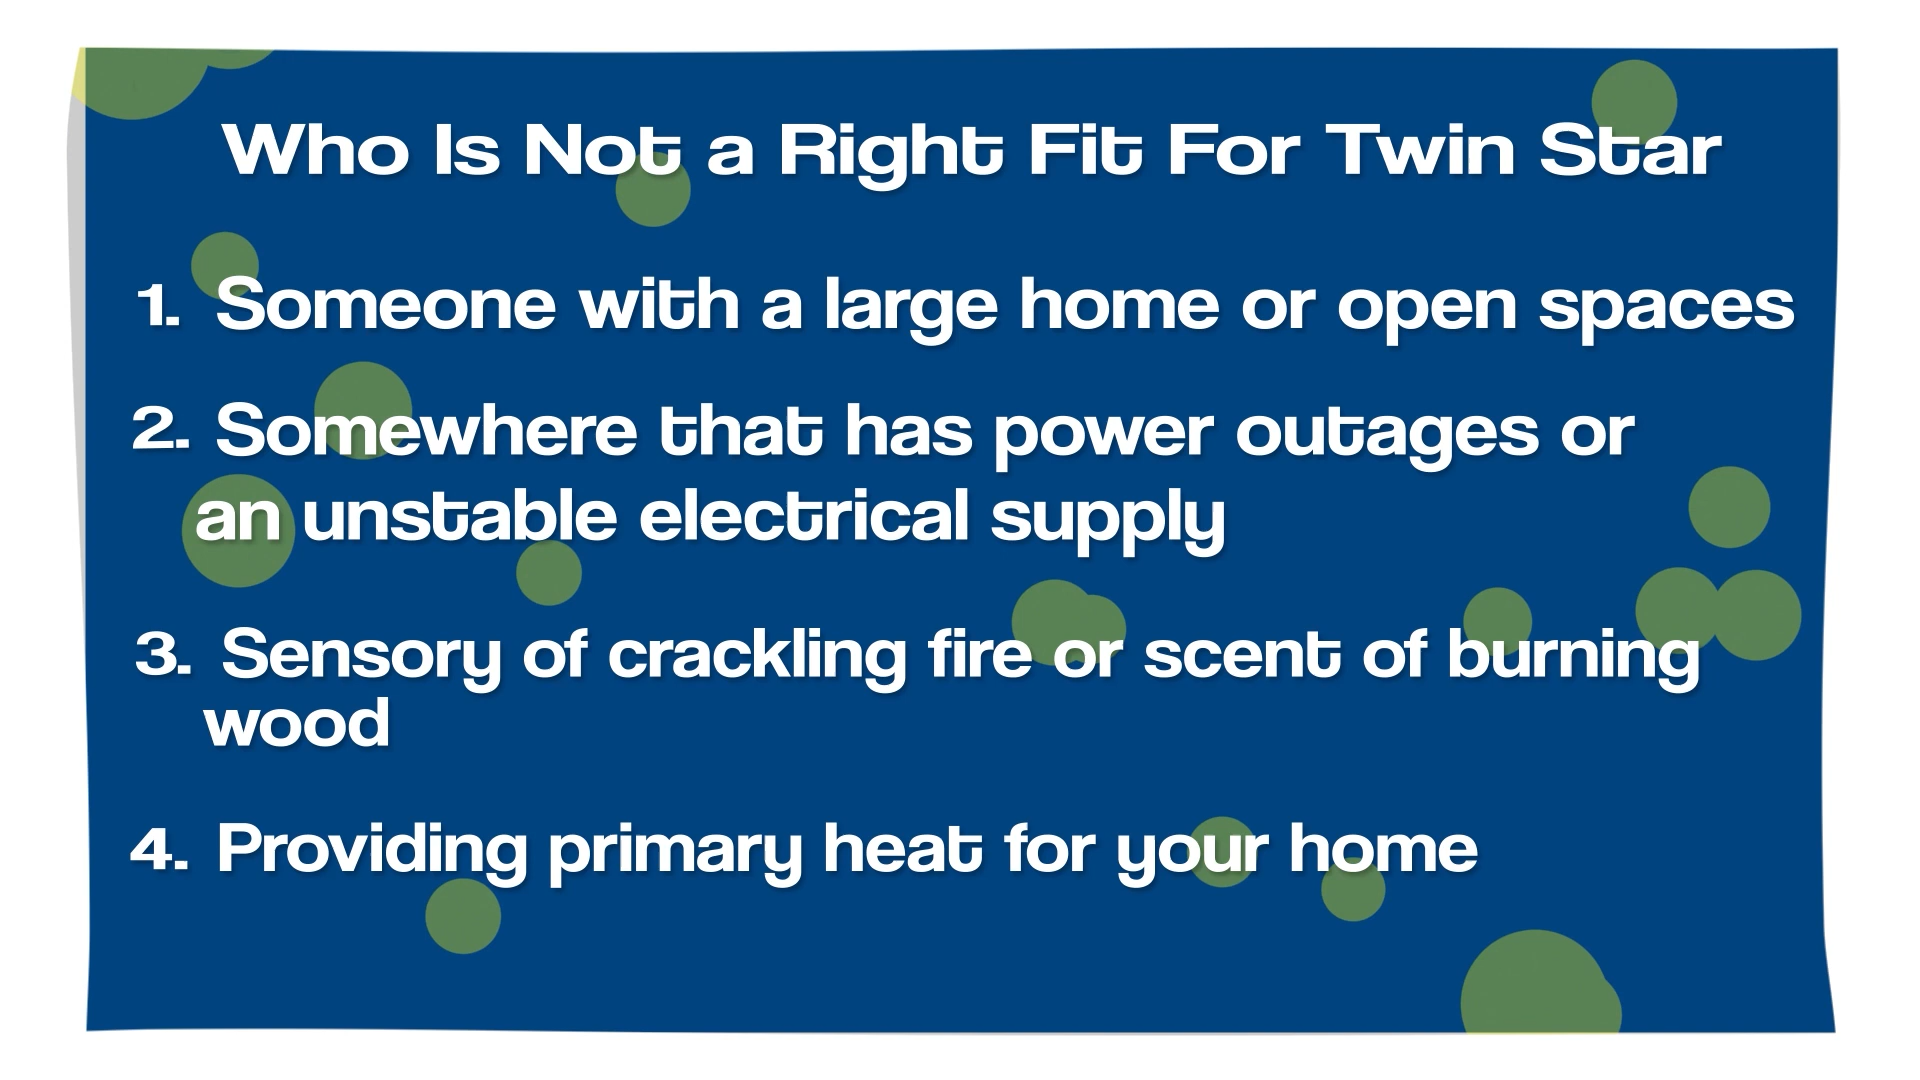 Who Is Not a Right Fit For Twin Star
1. Someone with a large home or open spaces
2. Somewhere that has power outages or
an unstable electrical supply
3. Sensory of crackling fire or scent of burning
wood
4. Providing primary heat for your home